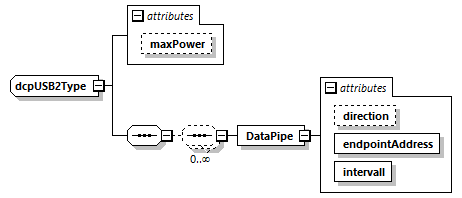 attributes
maxPower
dcpUSB2Type
0..∞
DataPipe
attributes
direction
endpointAddress
intervall